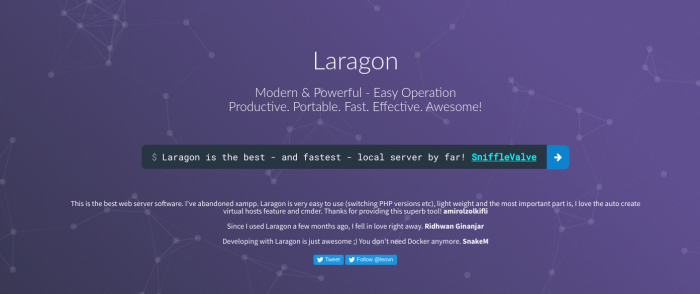 Laragon
Modern & Powerful - Easy Operation
Productive. Portable. Fast. Effective. Awesome!
$ Laragon is the best - and fastest - local server by far! SniffleValve
This is the best web server software. I've abandoned xampp. Laragon is very easy to use (switching PHP versions etc), light weight and the most important part is, I love the auto create
virtual hosts feature and cmder. Thanks for providing this superb tool! amirolzolkifli
Since I used Laragon a few months ago, I fell in love right away. Ridhwan Ginanjar
Developing with Laragon is just awesome ;) You don't need Docker anymore. SnakeM
Tweet Follow @leovn